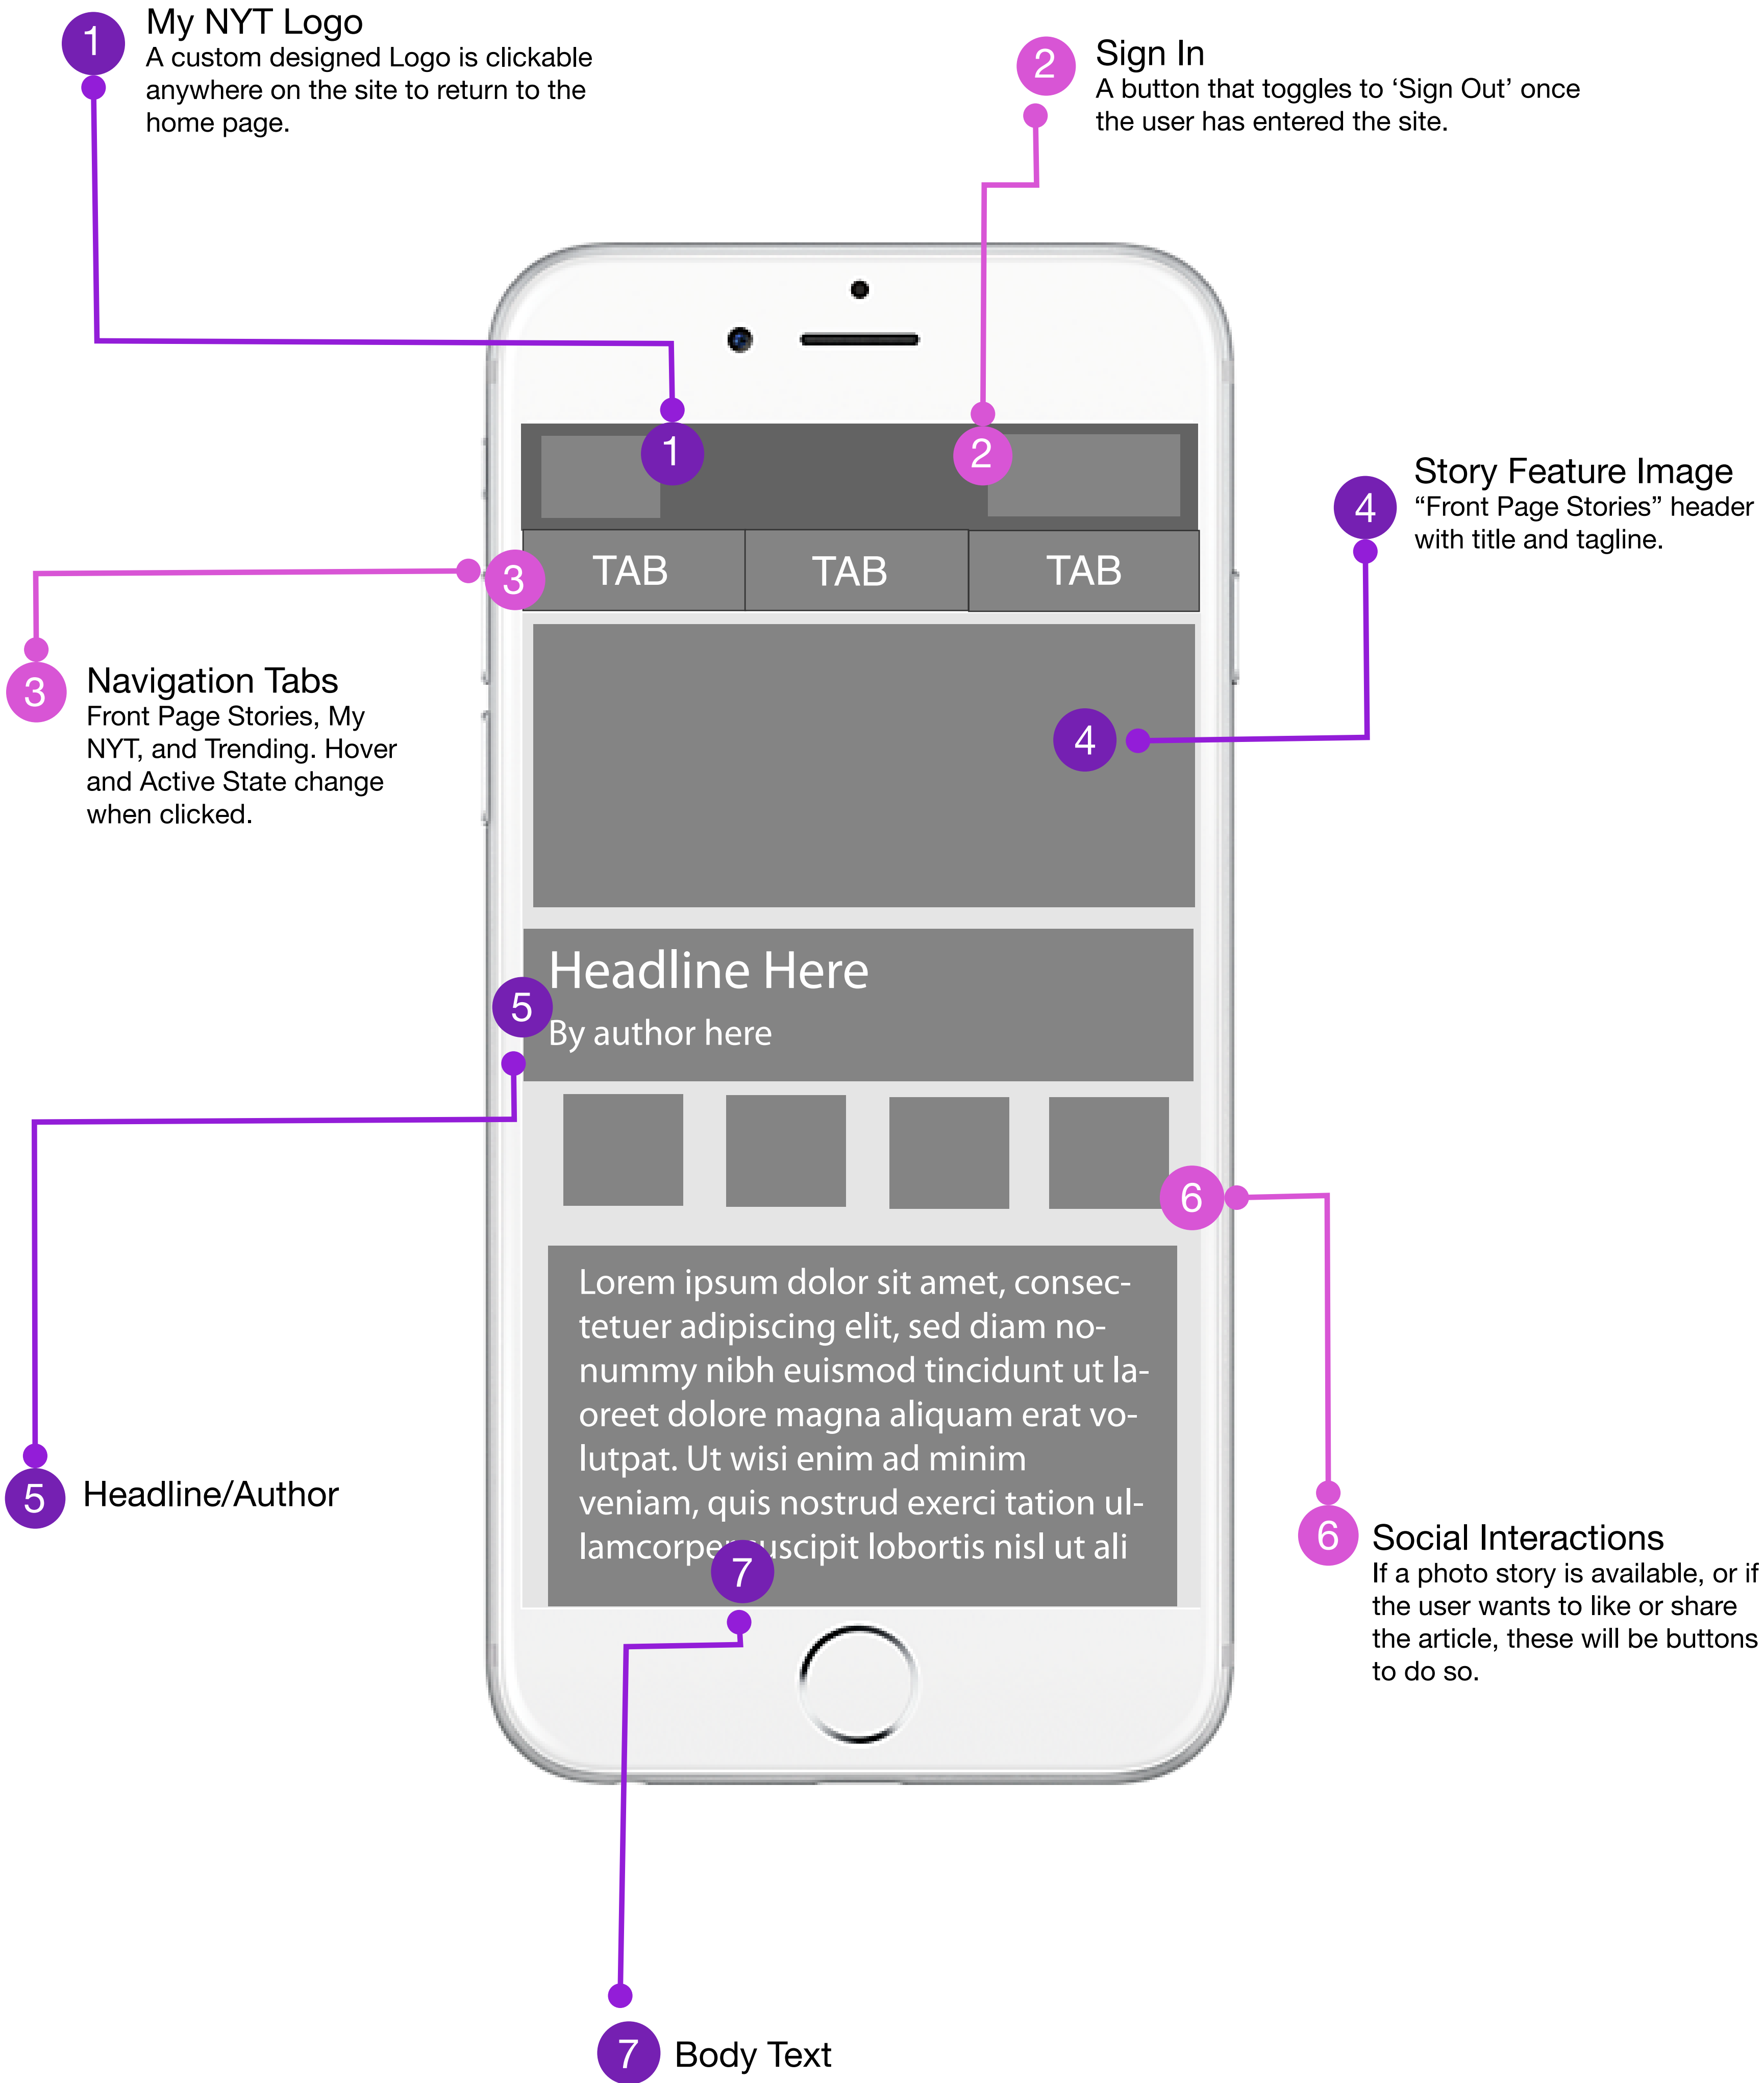 1
My NYT Logo
A custom designed Logo is clickable
anywhere on the site to return to the
home page.
2
Sign In
A button that toggles to ‘Sign Out’ once
the user has entered the site.
1
2
4
Story Feature Image
“Front Page Stories” header
with title and tagline.
3
TAB
TAB
TAB
3
Navigation Tabs
Front Page Stories, My
NYT, and Trending. Hover
and Active State change
when clicked.
4
Headline Here
5
By author here
6
Lorem ipsum dolor sit amet, consec-
tetuer adipiscing elit, sed diam no-
nummy nibh euismod tincidunt ut la-
oreet dolore magna aliquam erat vo-
lutpat. Ut wisi enim ad minim
veniam, quis nostrud exerci tation ul-
lamcorper suscipit lobortis nisl ut ali
7
5
Headline/Author
6
Social Interactions
If a photo story is available, or if
the user wants to like or share
the article, these will be buttons
to do so.
7
Body Text